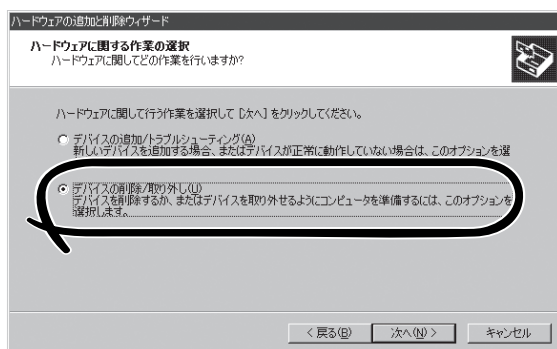 ハードウェアの追加と削除ウィザード
ハードウェアに関する作業の選択
ハードウェアに関してどの作業を行いますか?
ハードウェアに関して行う作業を選択して [次へ] をクリックしてください。
デバイスの追加/トラブルシューティング(A)
新しいデバイスを追加する場合、またはデバイスが正常に動作していない場合は、このオプションを選
デバイスの削除/取り外し(U)
デバイスを削除するか、またはデバイスを取り外せるようにコンピュータを準備するには、このオプションを
選択します。
< 戻る(B) 次へ(N) > キャンセル